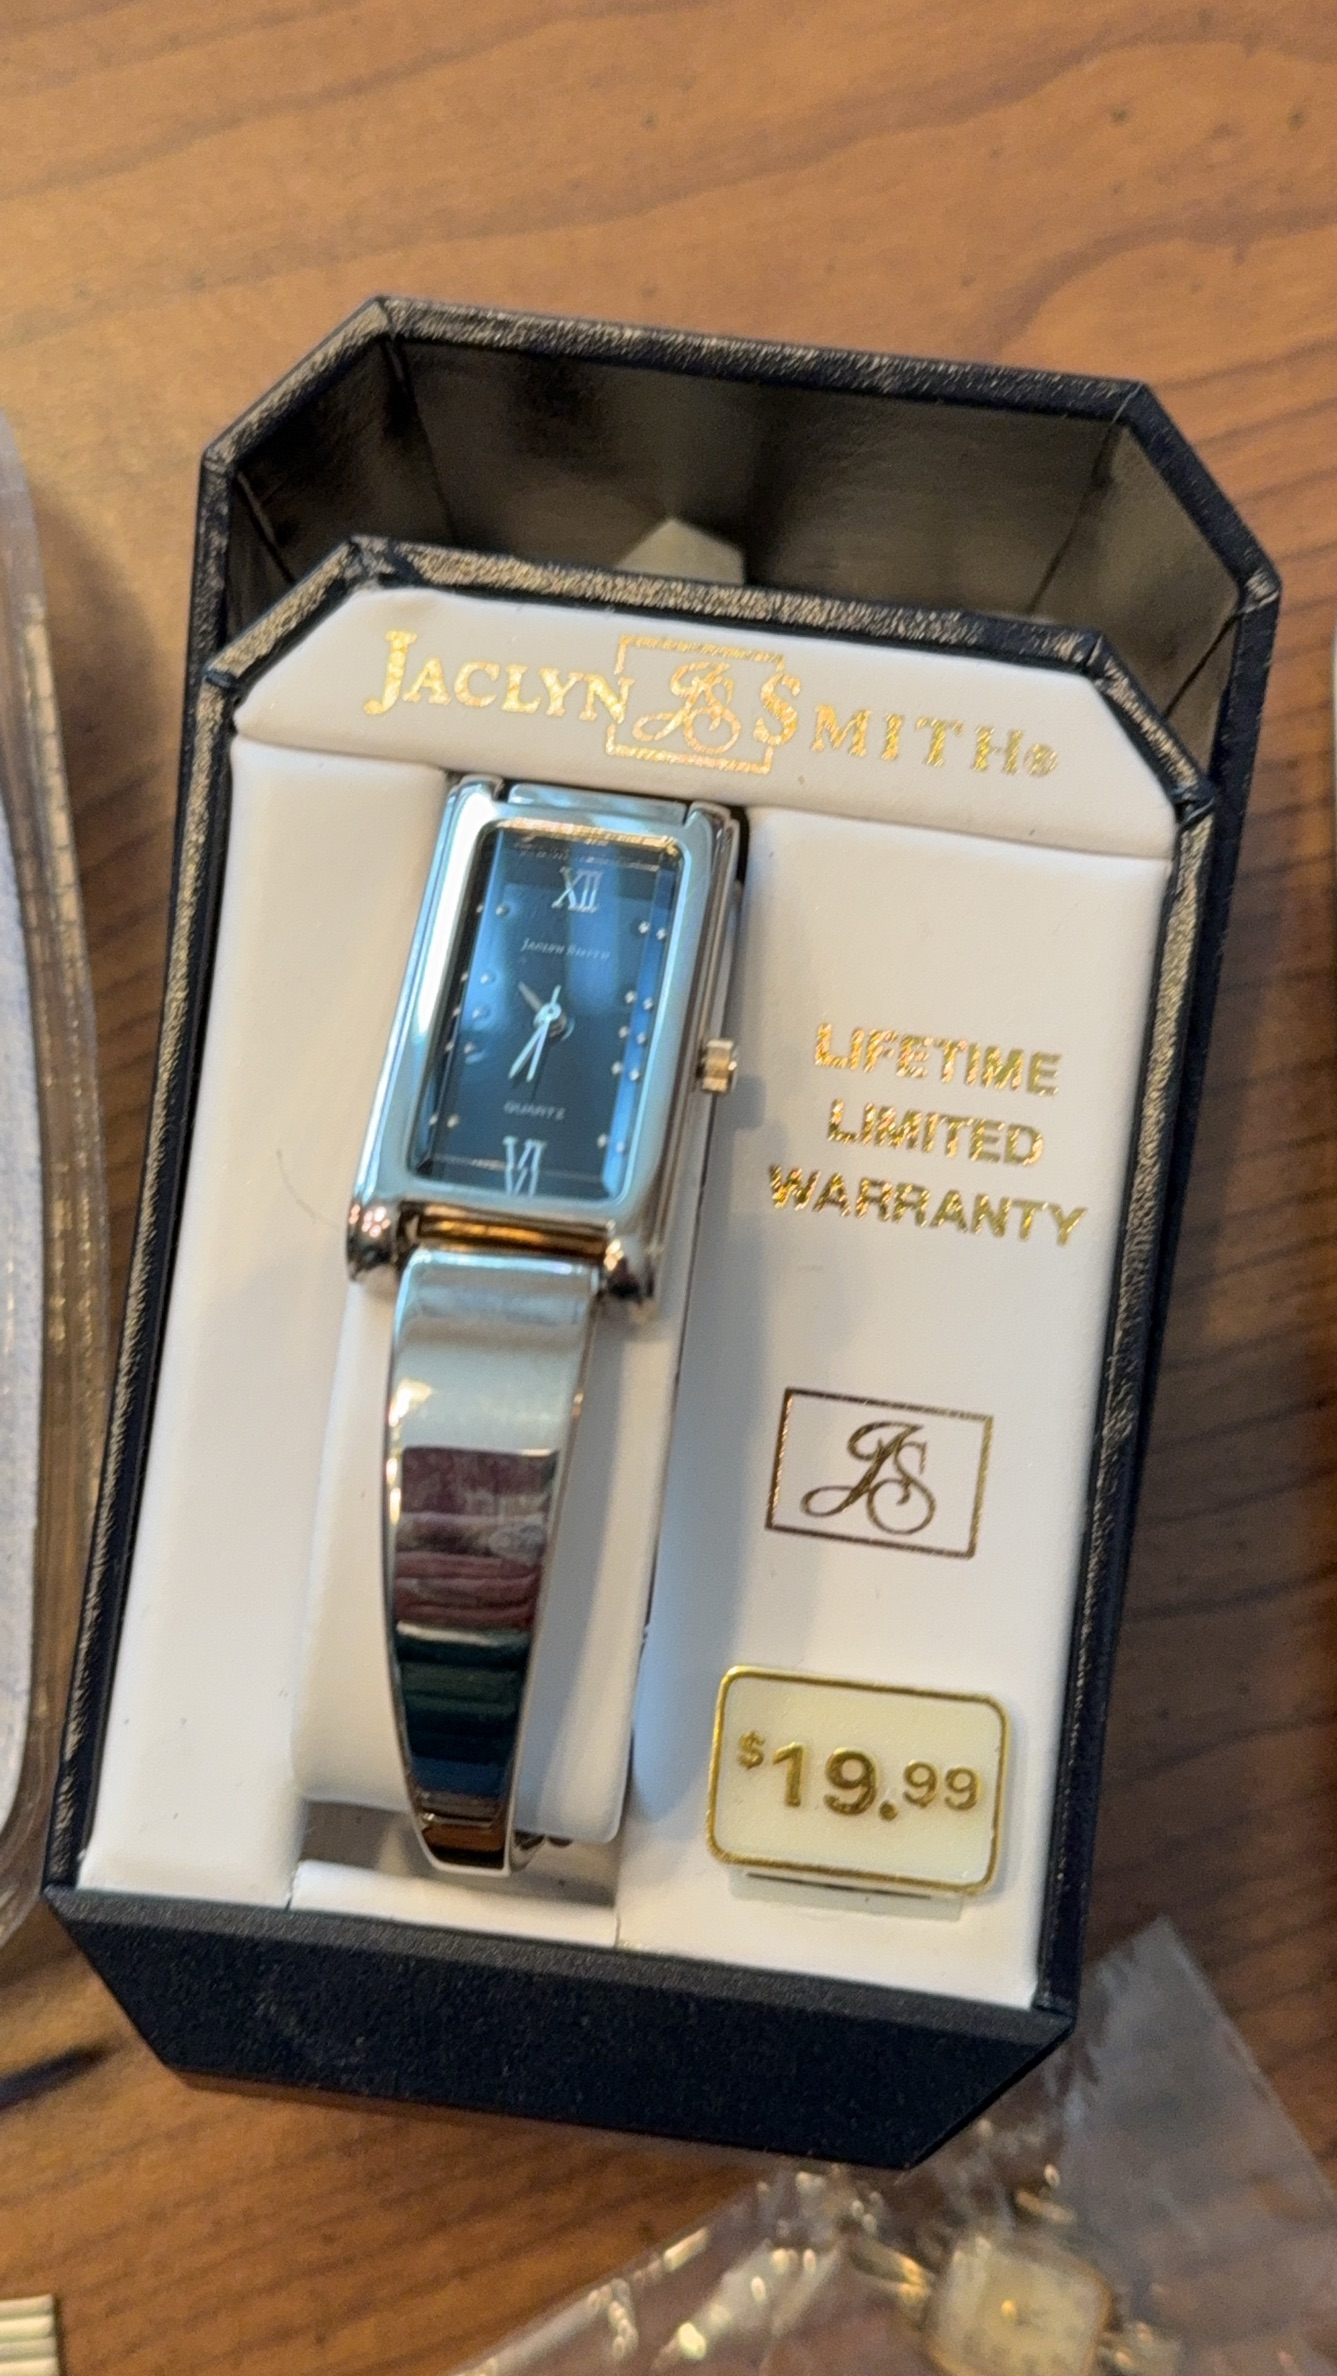 JACLYN JS SMITH®
XII
JACLYN SMITH
QUARTZ
VI
LIFETIME
LIMITED
WARRANTY
JS
$19.99